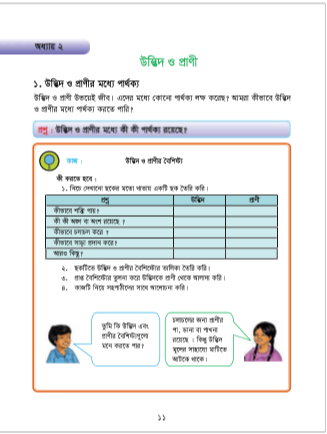 অধ্যায় ২
উদ্ভিদ ও প্রাণী
১. উদ্ভিদ ও প্রাণীর মধ্যে পার্থক্য
উদ্ভিদ ও প্রাণী উভয়েই জীব। এদের মধ্যে কোনো পার্থক্য লক্ষ করেছ? আমরা কীভাবে উদ্ভিদ
ও প্রাণীর মধ্যে পার্থক্য করতে পারি?
প্রশ্ন : উদ্ভিদ ও প্রাণীর মধ্যে কী কী পার্থক্য রয়েছে?
কাজ : উদ্ভিদ ও প্রাণীর বৈশিষ্ট্য
কী করতে হবে :
১. নিচে দেখানো ছকের মতো খাতায় একটি ছক তৈরি করি।
প্রশ্ন উদ্ভিদ প্রাণী
কীভাবে শক্তি পায়?
কী কী অঙ্গ বা অংশ রয়েছে ?
কীভাবে চলাচল করে ?
কীভাবে সাড়া প্রদান করে?
আরও কিছু?
২. ছকটিতে উদ্ভিদ ও প্রাণীর বৈশিষ্ট্যের তালিকা তৈরি করি।
৩. প্রাপ্ত বৈশিষ্ট্যের তুলনা করে উদ্ভিদকে প্রাণী থেকে আলাদা করি।
৪. কাজটি নিয়ে সহপাঠীদের সাথে আলোচনা করি।
তুমি কি উদ্ভিদ এবং
প্রাণীর বৈশিষ্ট্যগুলো
মনে করতে পার?
চলাচলের জন্য প্রাণীর
পা, ডানা বা পাখনা
রয়েছে । কিন্তু উদ্ভিদ
মূলের সাহায্যে মাটিতে
আটকে থাকে।
১১